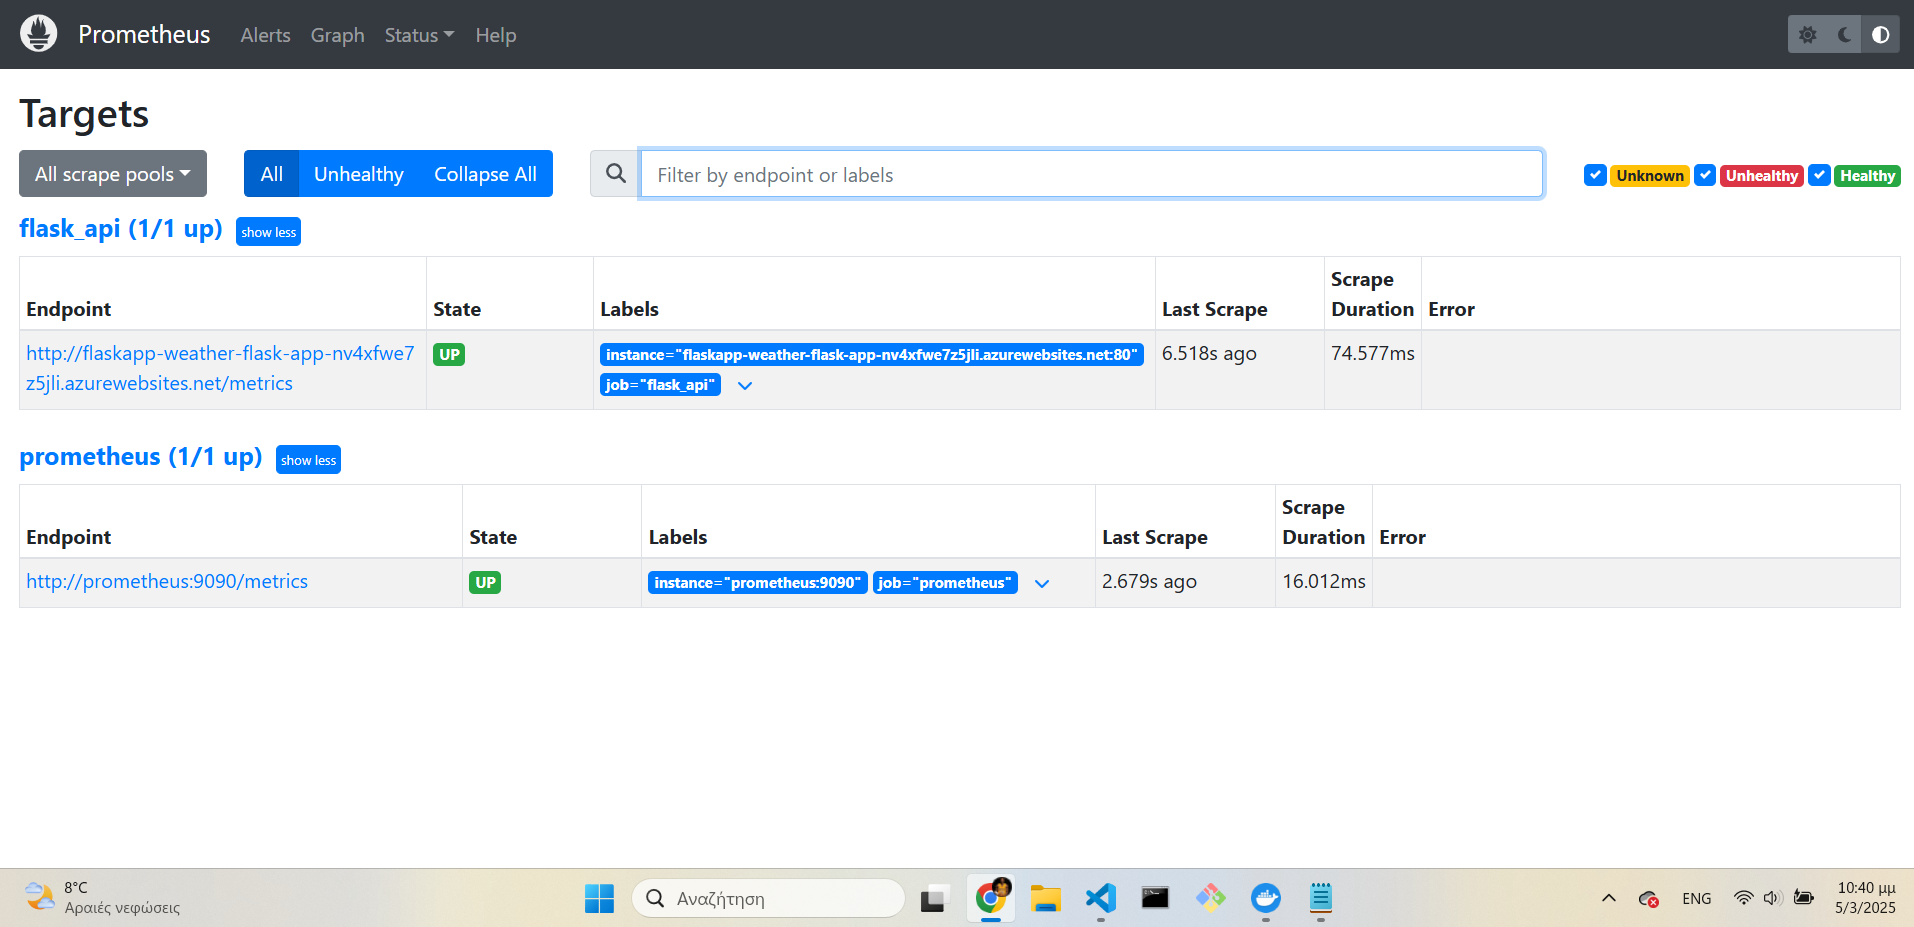 Prometheus Alerts Graph Status Help
Targets
All scrape pools All Unhealthy Collapse All Filter by endpoint or labels Unknown Unhealthy Healthy
flask_api (1/1 up) show less
Endpoint State Labels Last Scrape Scrape Duration Error
http://flaskapp-weather-flask-app-nv4xfwe7 UP instance="flaskapp-weather-flask-app-nv4xfwe7z5jli.azurewebsites.net:80" 6.518s ago 74.577ms
z5jli.azurewebsites.net/metrics job="flask_api"
prometheus (1/1 up) show less
Endpoint State Labels Last Scrape Scrape Duration Error
http://prometheus:9090/metrics UP instance="prometheus:9090" job="prometheus" 2.679s ago 16.012ms
8°C
Αραιές νεφώσεις
Αναζήτηση
ENG
10:40 μμ
5/3/2025